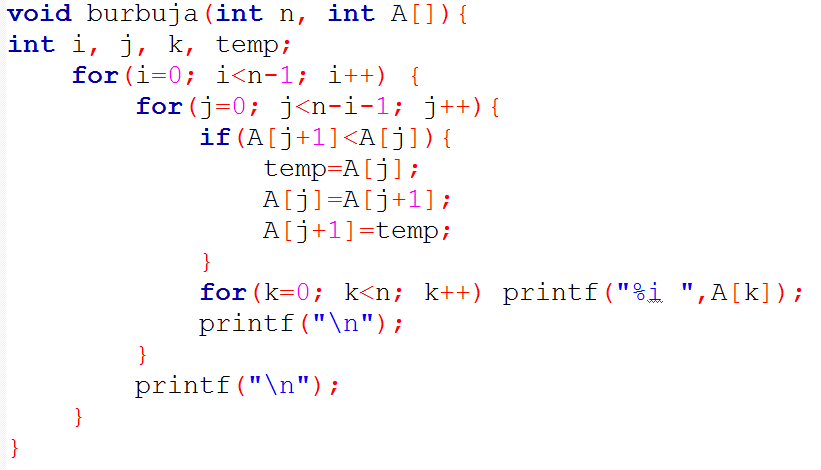 void burbuja(int n, int A[]){
int i, j, k, temp;
    for(i=0; i<n-1; i++) {
        for(j=0; j<n-i-1; j++){
            if(A[j+1]<A[j]){
                temp=A[j];
                A[j]=A[j+1];
                A[j+1]=temp;
            }
            for(k=0; k<n; k++) printf("%i ",A[k]);
            printf("\n");
        }
        printf("\n");
    }
}